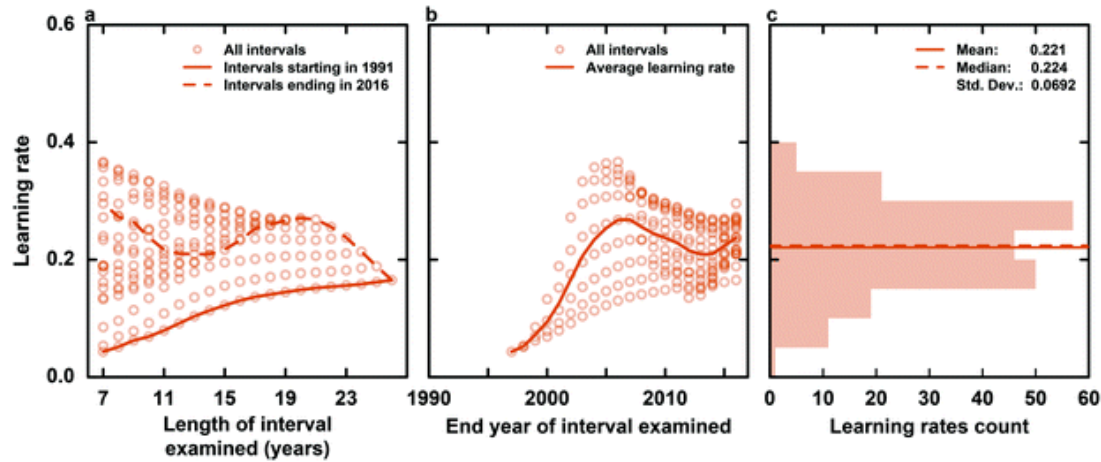 a
b
c
0.6
0.4
0.2
0.0
Learning rate
All intervals
Intervals starting in 1991
Intervals ending in 2016
All intervals
Average learning rate
Mean: 0.221
Median: 0.224
Std. Dev.: 0.0692
7 11 15 19 23
1990 2000 2010
0 10 20 30 40 50 60
Length of interval
examined (years)
End year of interval examined
Learning rates count